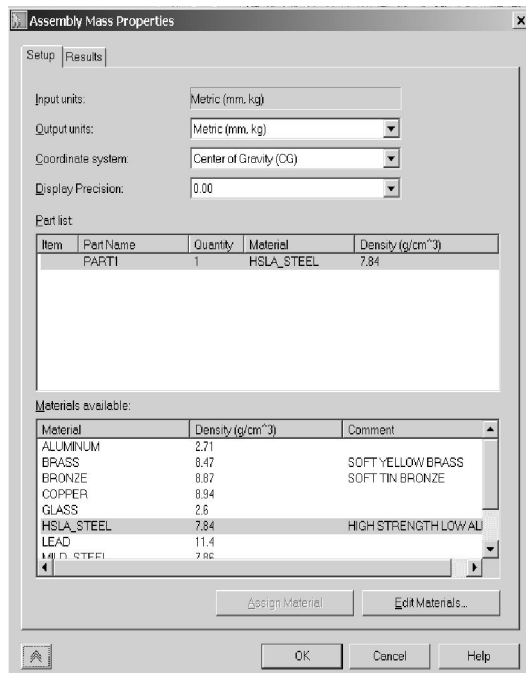 Assembly Mass Properties
Setup Results
Input units: Metric (mm, kg)
Output units: Metric (mm, kg)
Coordinate system: Center of Gravity (CG)
Display Precision: 0.00
Part list:
Item Part Name Quantity Material Density (g/cm^3)
PART1 1 HSLA_STEEL 7.84
Materials available:
Material Density (g/cm^3) Comment
ALUMINUM 2.71
BRASS 8.47 SOFT YELLOW BRASS
BRONZE 8.87 SOFT TIN BRONZE
COPPER 8.94
GLASS 2.6
HSLA_STEEL 7.84 HIGH STRENGTH LOW ALL
LEAD 11.4
MILD_STEEL 7.86
Assign Material Edit Materials...
OK Cancel Help